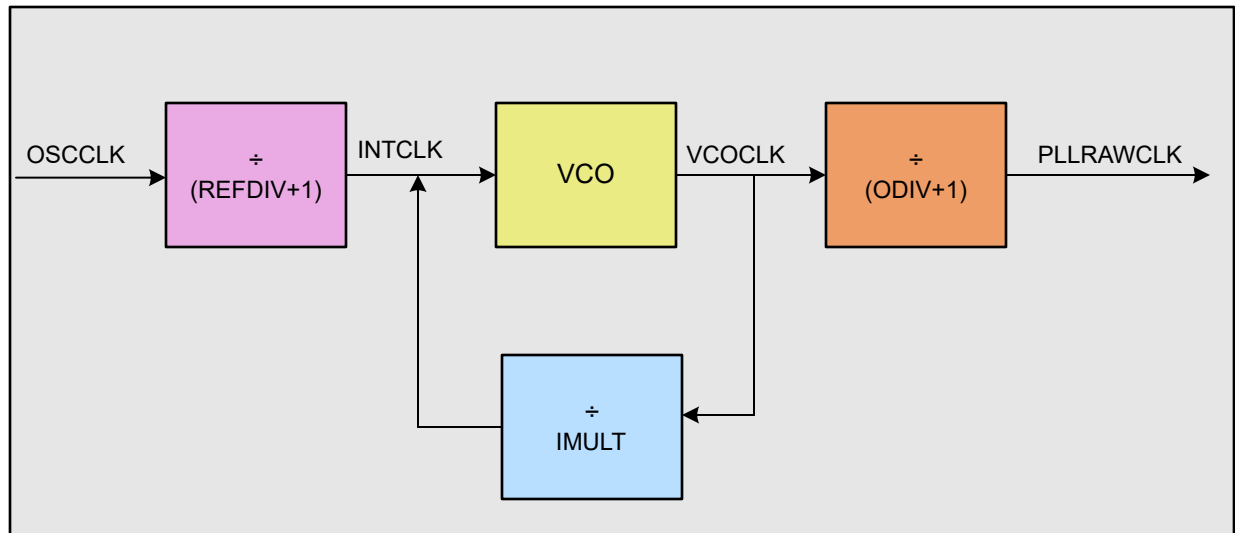 OSCCLK
÷
(REFDIV+1)
INTCLK
VCO
VCOCLK
÷
(ODIV+1)
PLLRAWCLK
÷
IMULT